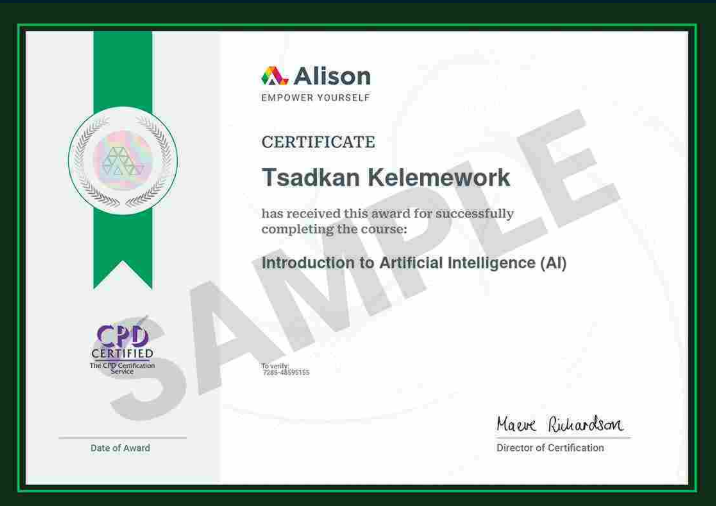 Alison
EMPOWER YOURSELF
CERTIFICATE
Tsadkan Kelemework
has received this award for successfully
completing the course:
Introduction to Artificial Intelligence (AI)
SAMPLE
CPD
CERTIFIED
The CPD Certification
Service
To verify:
7285-48595155
Maeve Richardson
Date of Award
Director of Certification